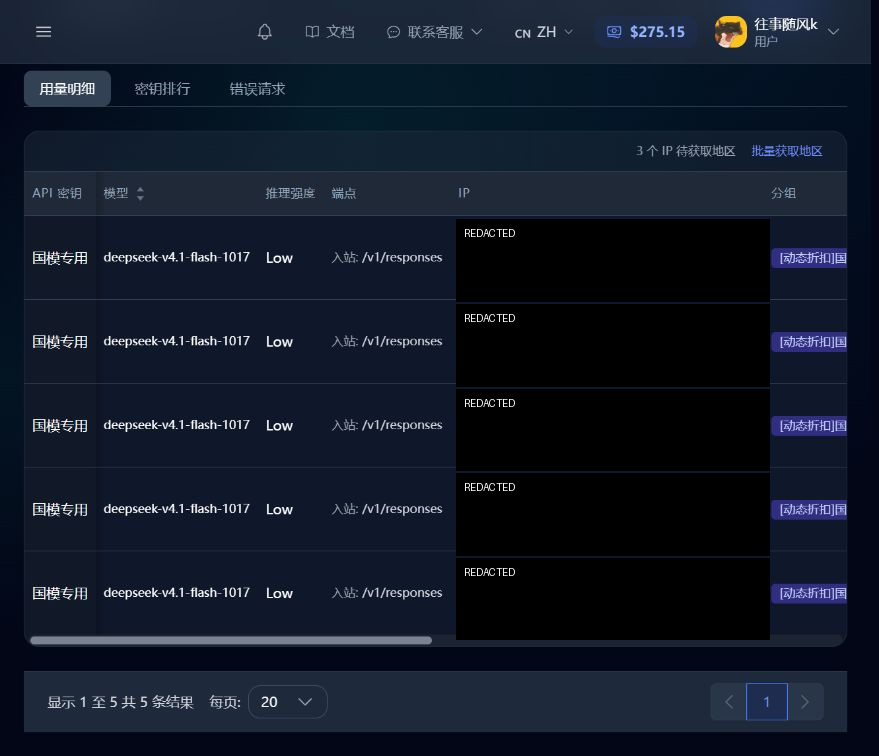 文档 联系客服 CN ZH $275.15 往事随风k
用户
用量明细 密钥排行 错误请求
3 个 IP 待获取地区 批量获取地区
API 密钥 模型 推理强度 端点 IP 分组
国模专用 deepseek-v4.1-flash-1017 Low 入站: /v1/responses REDACTED [动态折扣]国
国模专用 deepseek-v4.1-flash-1017 Low 入站: /v1/responses REDACTED [动态折扣]国
国模专用 deepseek-v4.1-flash-1017 Low 入站: /v1/responses REDACTED [动态折扣]国
国模专用 deepseek-v4.1-flash-1017 Low 入站: /v1/responses REDACTED [动态折扣]国
国模专用 deepseek-v4.1-flash-1017 Low 入站: /v1/responses REDACTED [动态折扣]国
显示 1 至 5 共 5 条结果 每页: 20 1